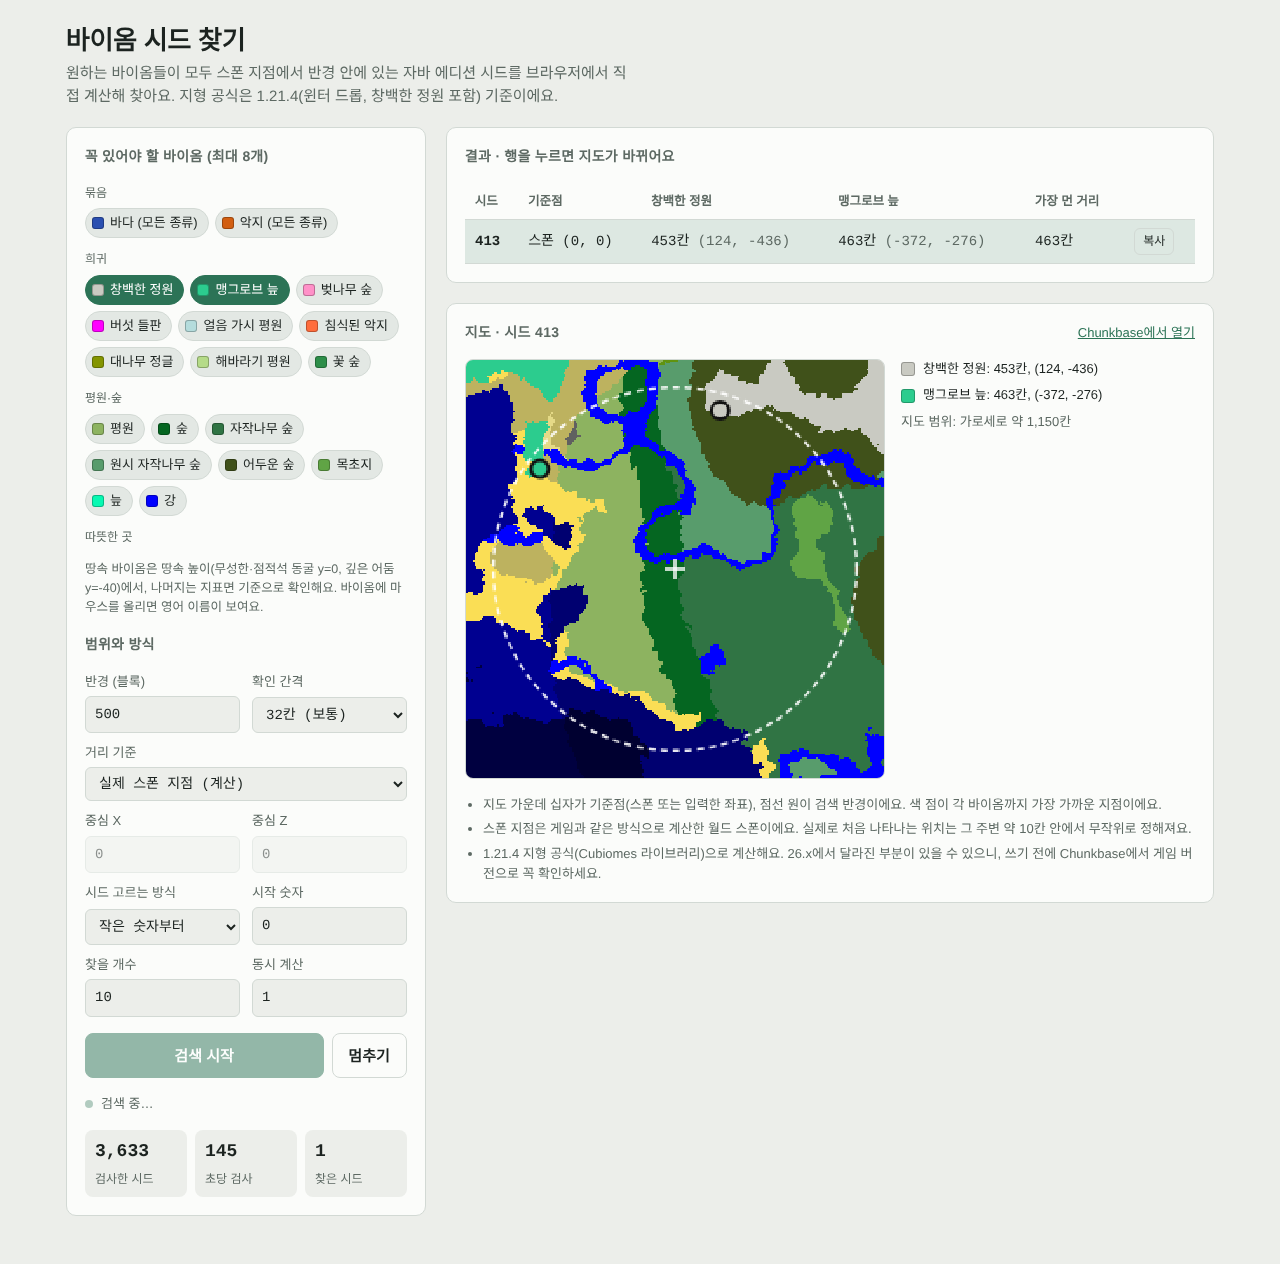 바이옴 시드 찾기
원하는 바이옴들이 모두 스폰 지점에서 반경 안에 있는 자바 에디션 시드를 브라우저에서 직
접 계산해 찾아요. 지형 공식은 1.21.4(윈터 드롭, 창백한 정원 포함) 기준이에요.
꼭 있어야 할 바이옴 (최대 8개)
묶음
바다 (모든 종류) 악지 (모든 종류)
희귀
창백한 정원 맹그로브 늪 벚나무 숲
버섯 들판 얼음 가시 평원 침식된 악지
대나무 정글 해바라기 평원 꽃 숲
평원·숲
평원 숲 자작나무 숲
원시 자작나무 숲 어두운 숲 목초지
늪 강
따뜻한 곳
땅속 바이옴은 땅속 높이(무성한·점적석 동굴 y=0, 깊은 어둠
y=-40)에서, 나머지는 지표면 기준으로 확인해요. 바이옴에 마
우스를 올리면 영어 이름이 보여요.
범위와 방식
반경 (블록) 확인 간격
500 32칸 (보통)
거리 기준
실제 스폰 지점 (계산)
중심 X 중심 Z
0 0
시드 고르는 방식 시작 숫자
작은 숫자부터 0
찾을 개수 동시 계산
10 1
검색 시작 멈추기
검색 중…
3,633 145 1
검사한 시드 초당 검사 찾은 시드
결과 · 행을 누르면 지도가 바뀌어요
시드 기준점 창백한 정원 맹그로브 늪 가장 먼 거리
413 스폰 (0, 0) 453칸 (124, -436) 463칸 (-372, -276) 463칸 복사
지도 · 시드 413 Chunkbase에서 열기
창백한 정원: 453칸, (124, -436)
맹그로브 늪: 463칸, (-372, -276)
지도 범위: 가로세로 약 1,150칸
• 지도 가운데 십자가 기준점(스폰 또는 입력한 좌표), 점선 원이 검색 반경이에요. 색 점이 각 바이옴까지 가장 가까운 지점이에요.
• 스폰 지점은 게임과 같은 방식으로 계산한 월드 스폰이에요. 실제로 처음 나타나는 위치는 그 주변 약 10칸 안에서 무작위로 정해져요.
• 1.21.4 지형 공식(Cubiomes 라이브러리)으로 계산해요. 26.x에서 달라진 부분이 있을 수 있으니, 쓰기 전에 Chunkbase에서 게임 버
전으로 꼭 확인하세요.